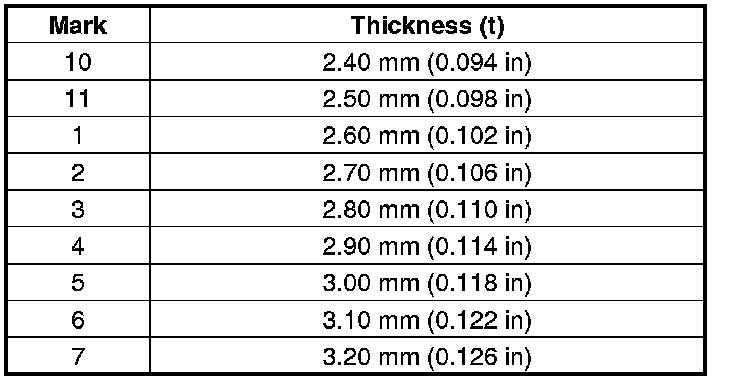 Mark Thickness (t)
10 2.40 mm (0.094 in)
11 2.50 mm (0.098 in)
1 2.60 mm (0.102 in)
2 2.70 mm (0.106 in)
3 2.80 mm (0.110 in)
4 2.90 mm (0.114 in)
5 3.00 mm (0.118 in)
6 3.10 mm (0.122 in)
7 3.20 mm (0.126 in)